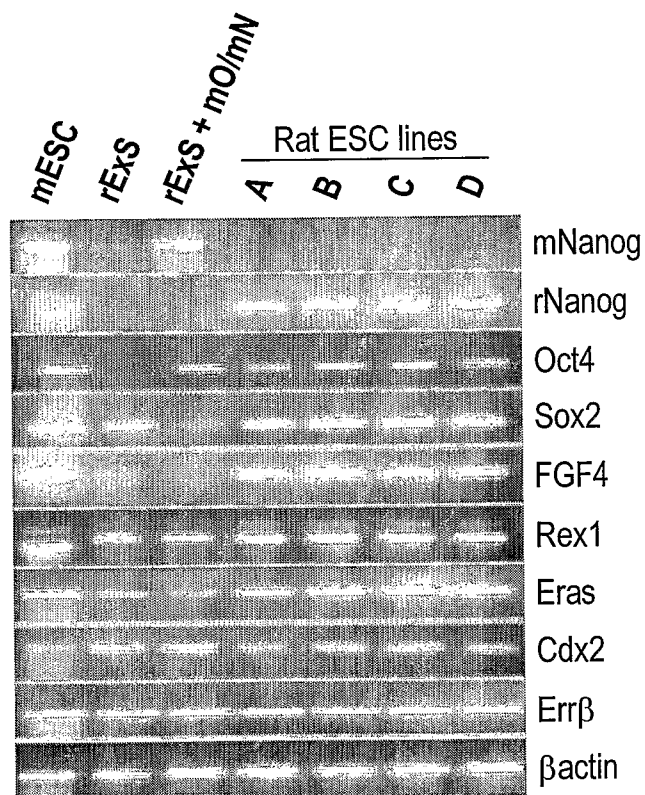 mESC
rExS
rExS + mO/mN
Rat ESC lines
A
B
C
D
mNanog
rNanog
Oct4
Sox2
FGF4
Rex1
Eras
Cdx2
Errβ
βactin